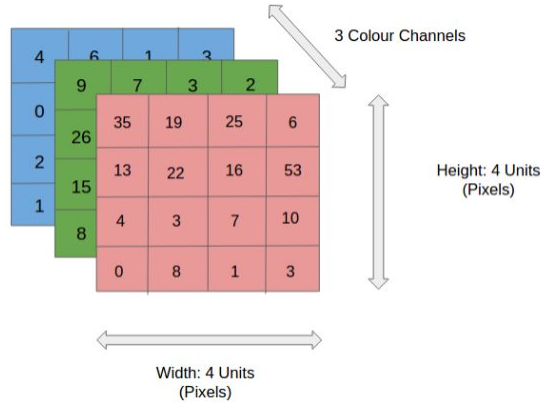 3 Colour Channels
4 6 1 3
9 7 3 2
0
35 19 25 6
26
2
13 22 16 53
15
1
4 3 7 10
8
0 8 1 3
Height: 4 Units
(Pixels)
Width: 4 Units
(Pixels)